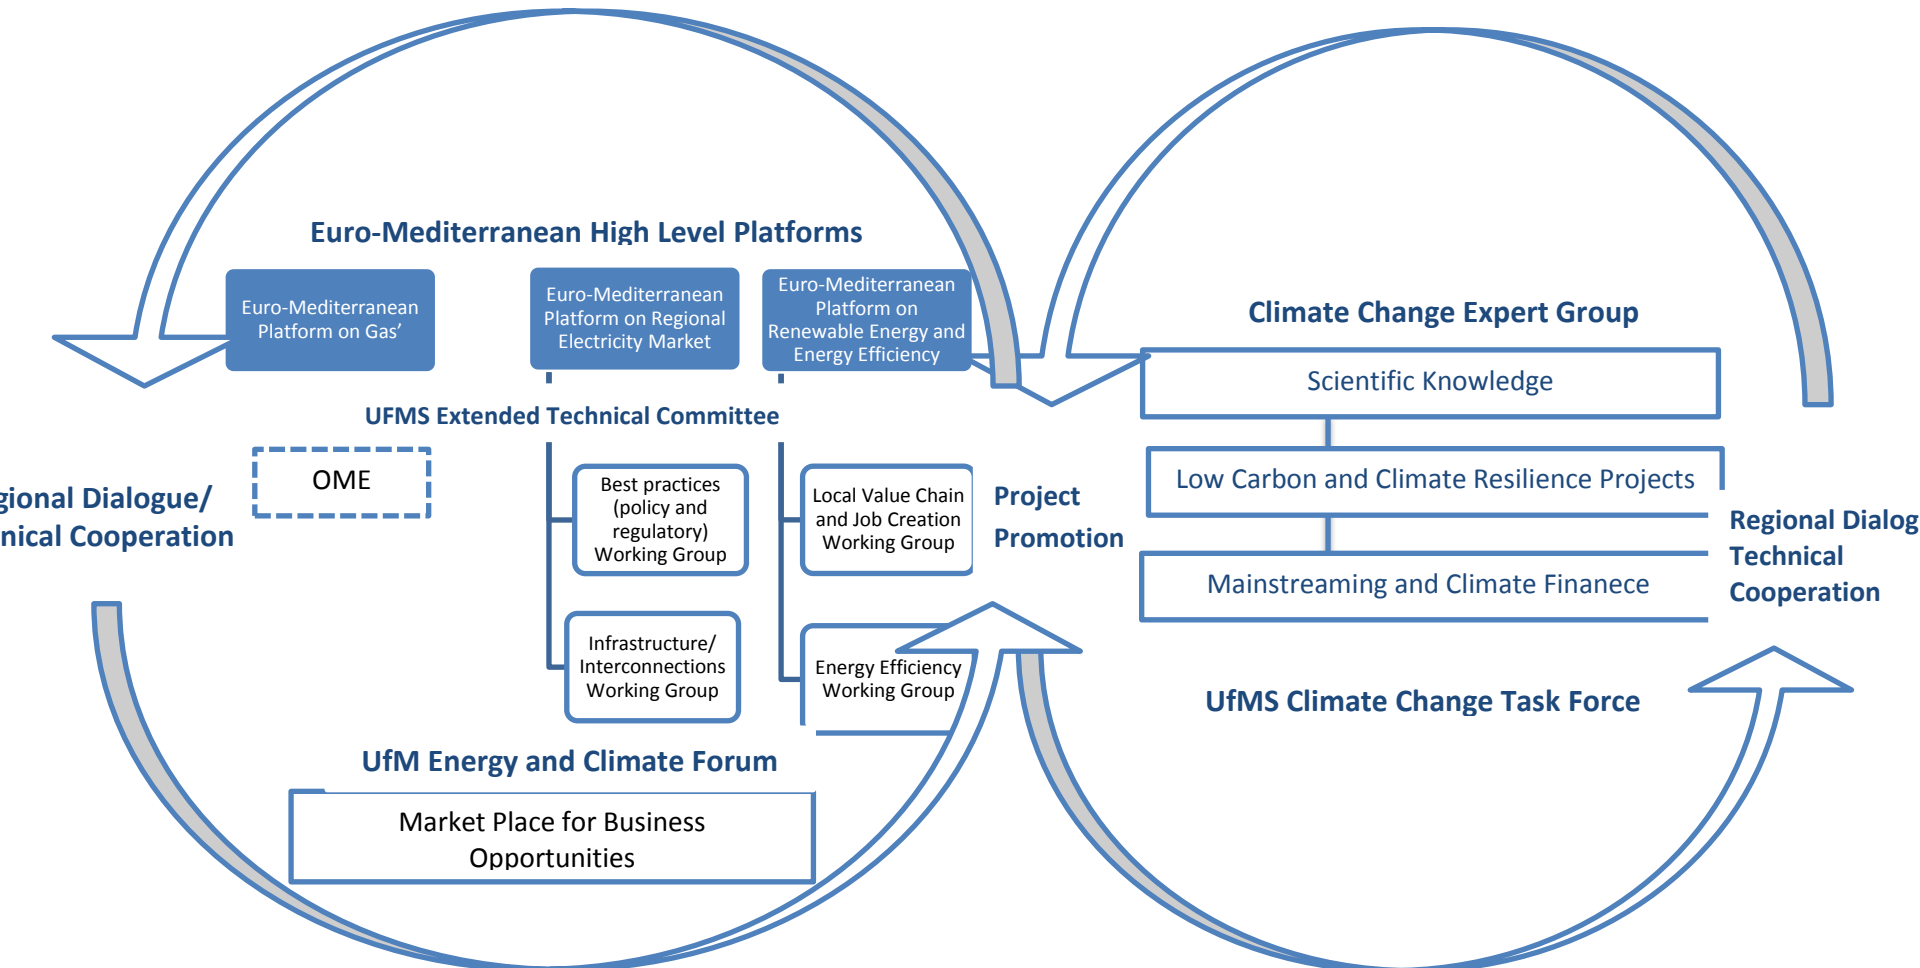 Euro-Mediterranean High Level Platforms
Euro-Mediterranean
Platform on Gas’
Euro-Mediterranean
Platform on Regional
Electricity Market
Euro-Mediterranean
Platform on
Renewable Energy and
Energy Efficiency
UFMS Extended Technical Committee
OME
gional Dialogue/
nical Cooperation
Best practices
(policy and
regulatory)
Working Group
Infrastructure/
Interconnections
Working Group
Local Value Chain
and Job Creation
Working Group
Energy Efficiency
Working Group
Project
Promotion
UfM Energy and Climate Forum
Market Place for Business
Opportunities
Climate Change Expert Group
Scientific Knowledge
Low Carbon and Climate Resilience Projects
Mainstreaming and Climate Finanece
Regional Dialog
Technical
Cooperation
UfMS Climate Change Task Force